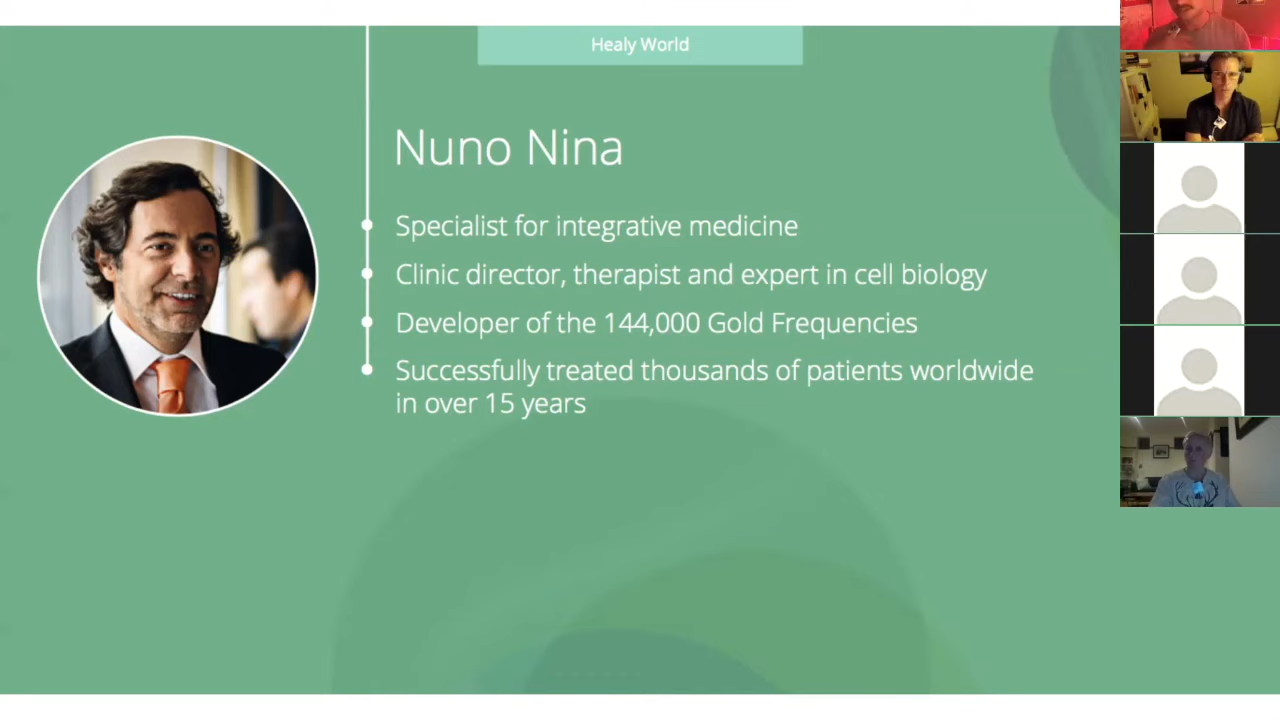 Healy World
Nuno Nina
Specialist for integrative medicine
Clinic director, therapist and expert in cell biology
Developer of the 144,000 Gold Frequencies
Successfully treated thousands of patients worldwide
in over 15 years